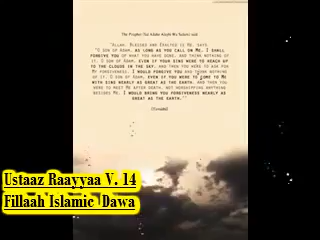 The Prophet (Sal Allahu Alayhi Wa Salam) said:
"Allah, Blessed and Exalted is He, says:
"O son of Adam, as long as you call on Me, I shall
forgive you of what you have done, and think nothing of
it. O son of Adam, even if your sins were to reach up
to the clouds in the sky, and then you were to ask for
My forgiveness, I would forgive you and think nothing
of it. O son of Adam, even if you were to come to Me
with sins nearly as great as the earth, and then you
were to meet Me after death, not worshipping anything
besides Me, I would bring you forgiveness nearly as
great as the earth.""
(Tirmidhi)
Ustaaz Raayyaa V. 14
Fillaah Islamic Dawa